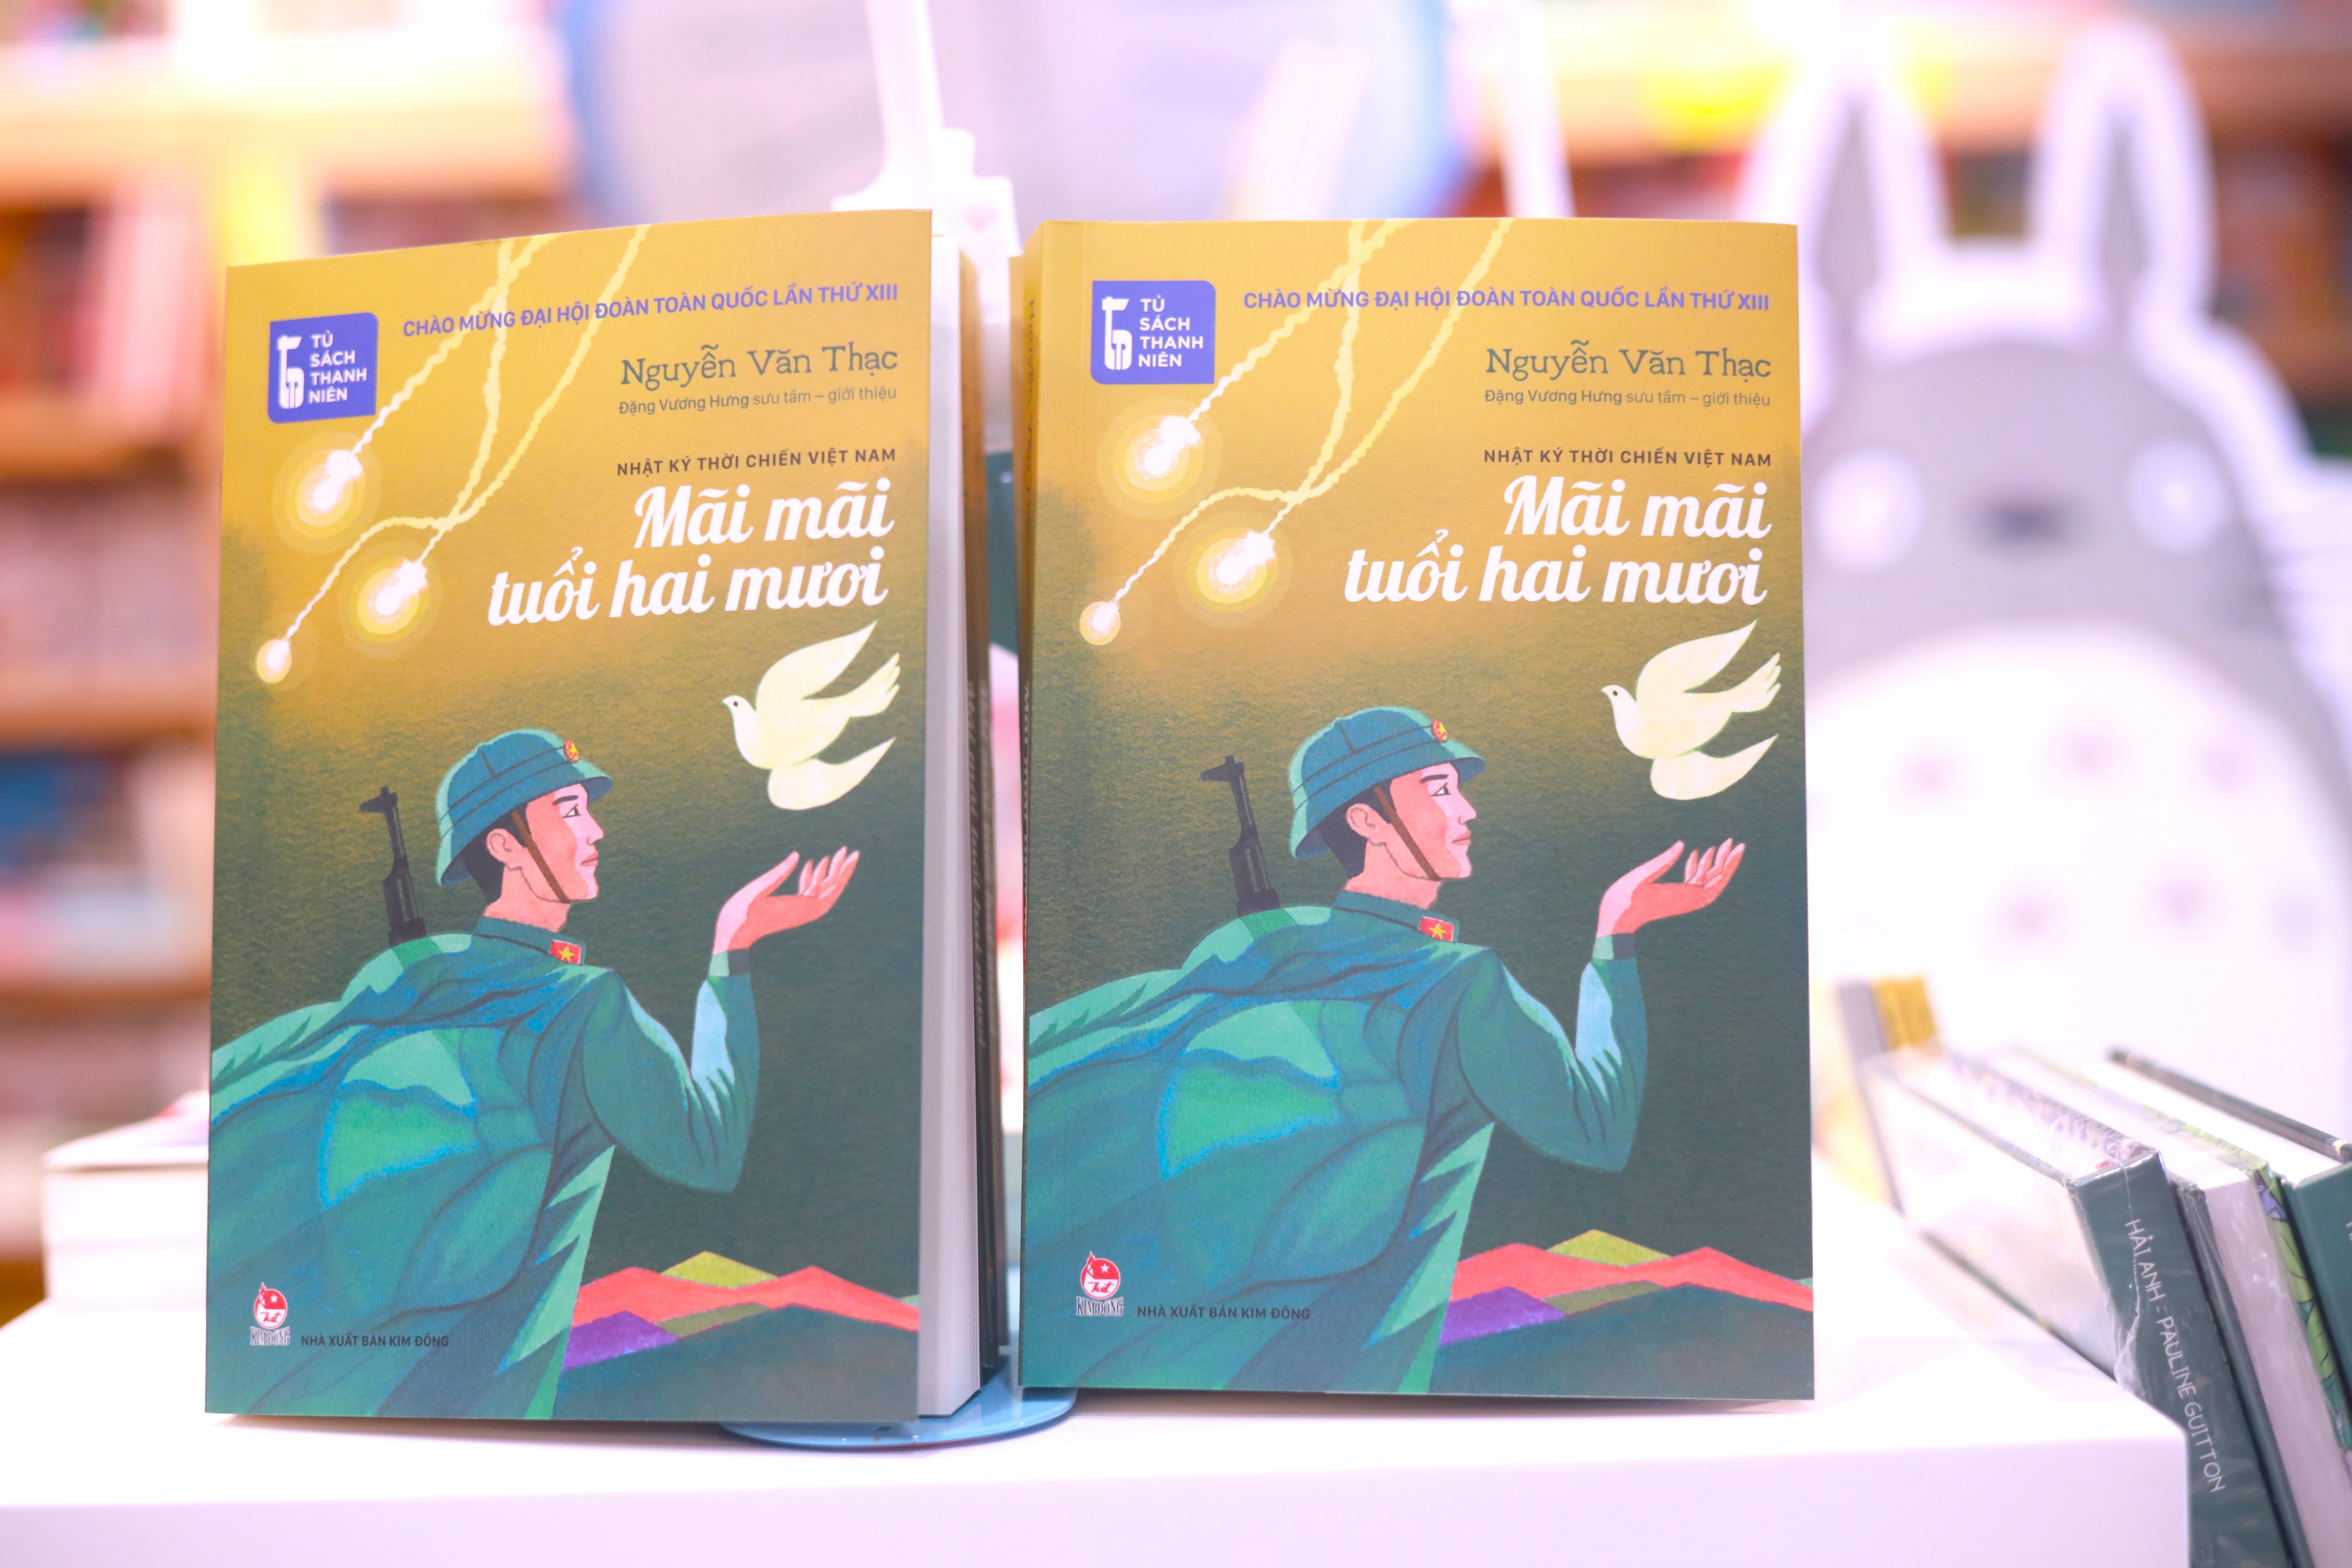 TỦ
SÁCH
THANH
NIÊN
CHÀO MỪNG ĐẠI HỘI ĐOÀN TOÀN QUỐC LẦN THỨ XIII
Nguyễn Văn Thạc
Đặng Vương Hưng sưu tầm – giới thiệu
NHẬT KÝ THỜI CHIẾN VIỆT NAM
Mãi mãi
tuổi hai mươi
KIM ĐỒNG
NHÀ XUẤT BẢN KIM ĐỒNG
TỦ
SÁCH
THANH
NIÊN
CHÀO MỪNG ĐẠI HỘI ĐOÀN TOÀN QUỐC LẦN THỨ XIII
Nguyễn Văn Thạc
Đặng Vương Hưng sưu tầm – giới thiệu
NHẬT KÝ THỜI CHIẾN VIỆT NAM
Mãi mãi
tuổi hai mươi
KIM ĐỒNG
NHÀ XUẤT BẢN KIM ĐỒNG
HẢI ANH - PAULINE GUITTON